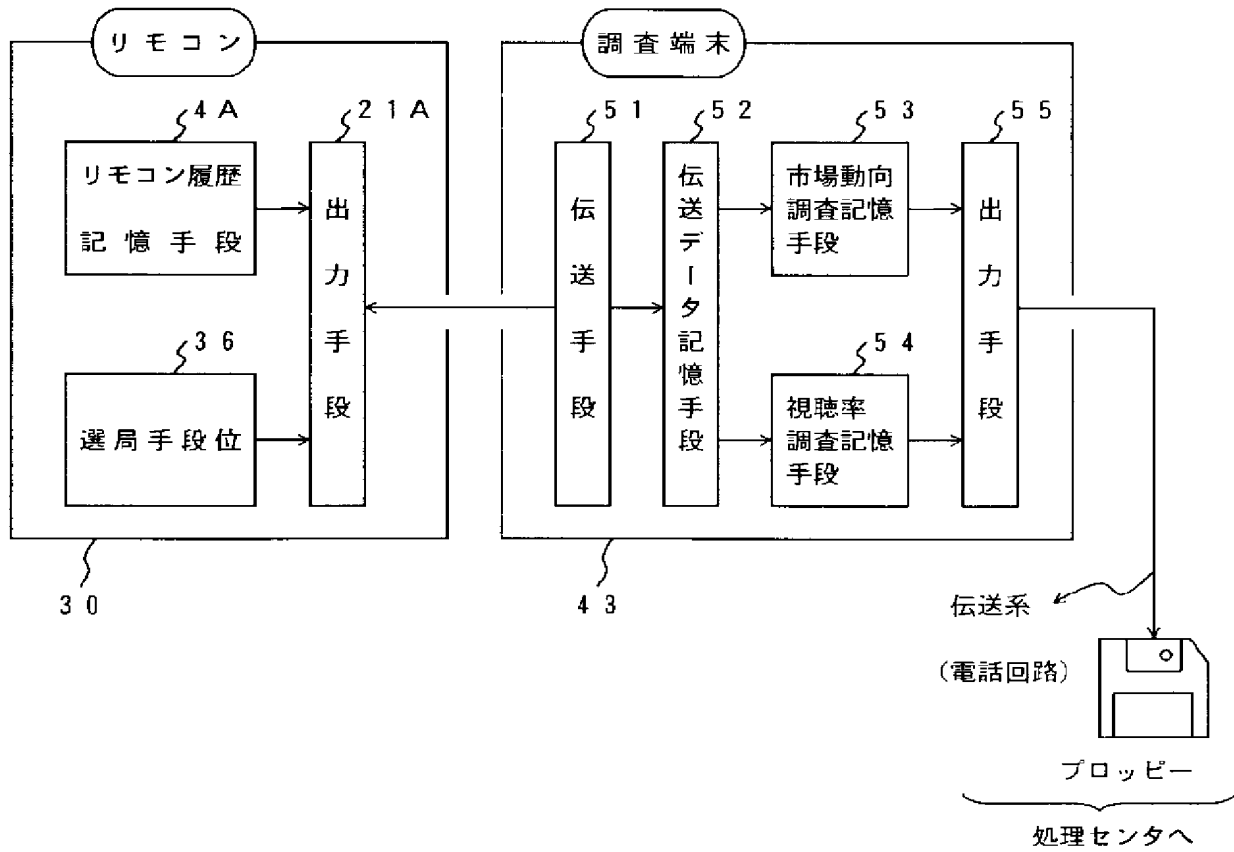 リモコン
4A
リモコン履歴
記憶手段
21A
出力手段
36
選局手段位
30
調査端末
51
伝送手段
52
伝送データ記憶手段
53
市場動向
調査記憶
手段
54
視聴率
調査記憶
手段
55
出力手段
43
伝送系
(電話回路)
プロッピー
処理センタへ